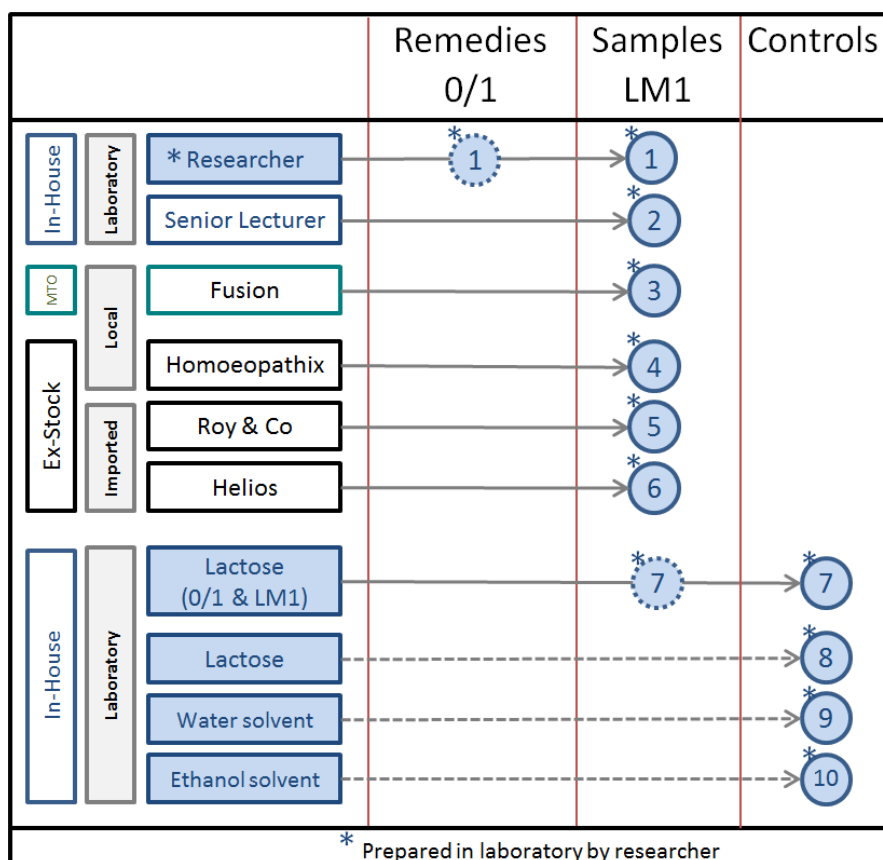 Remedies
0/1
Samples
LM1
Controls
In-House
Laboratory
* Researcher
* 1
* 1
Senior Lecturer
* 2
MTO
Local
Fusion
* 3
Ex-Stock
Homoeopathix
* 4
Imported
Roy & Co
* 5
Helios
* 6
In-House
Laboratory
Lactose
(0/1 & LM1)
* 7
* 7
Lactose
* 8
Water solvent
* 9
Ethanol solvent
* 10
* Prepared in laboratory by researcher